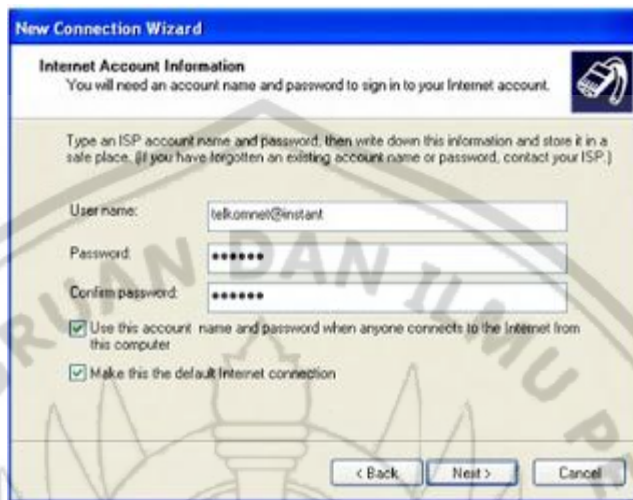 New Connection Wizard
Internet Account Information
You will need an account name and password to sign in to your Internet account.
Type an ISP account name and password, then write down this information and store it in a
safe place. (If you have forgotten an existing account name or password, contact your ISP.)
User name:
telkomnet@instant
Password:
••••••
Confirm password:
••••••
Use this account name and password when anyone connects to the Internet from
this computer
Make this the default Internet connection
< Back
Next >
Cancel
RUAN DAN ILMU PE